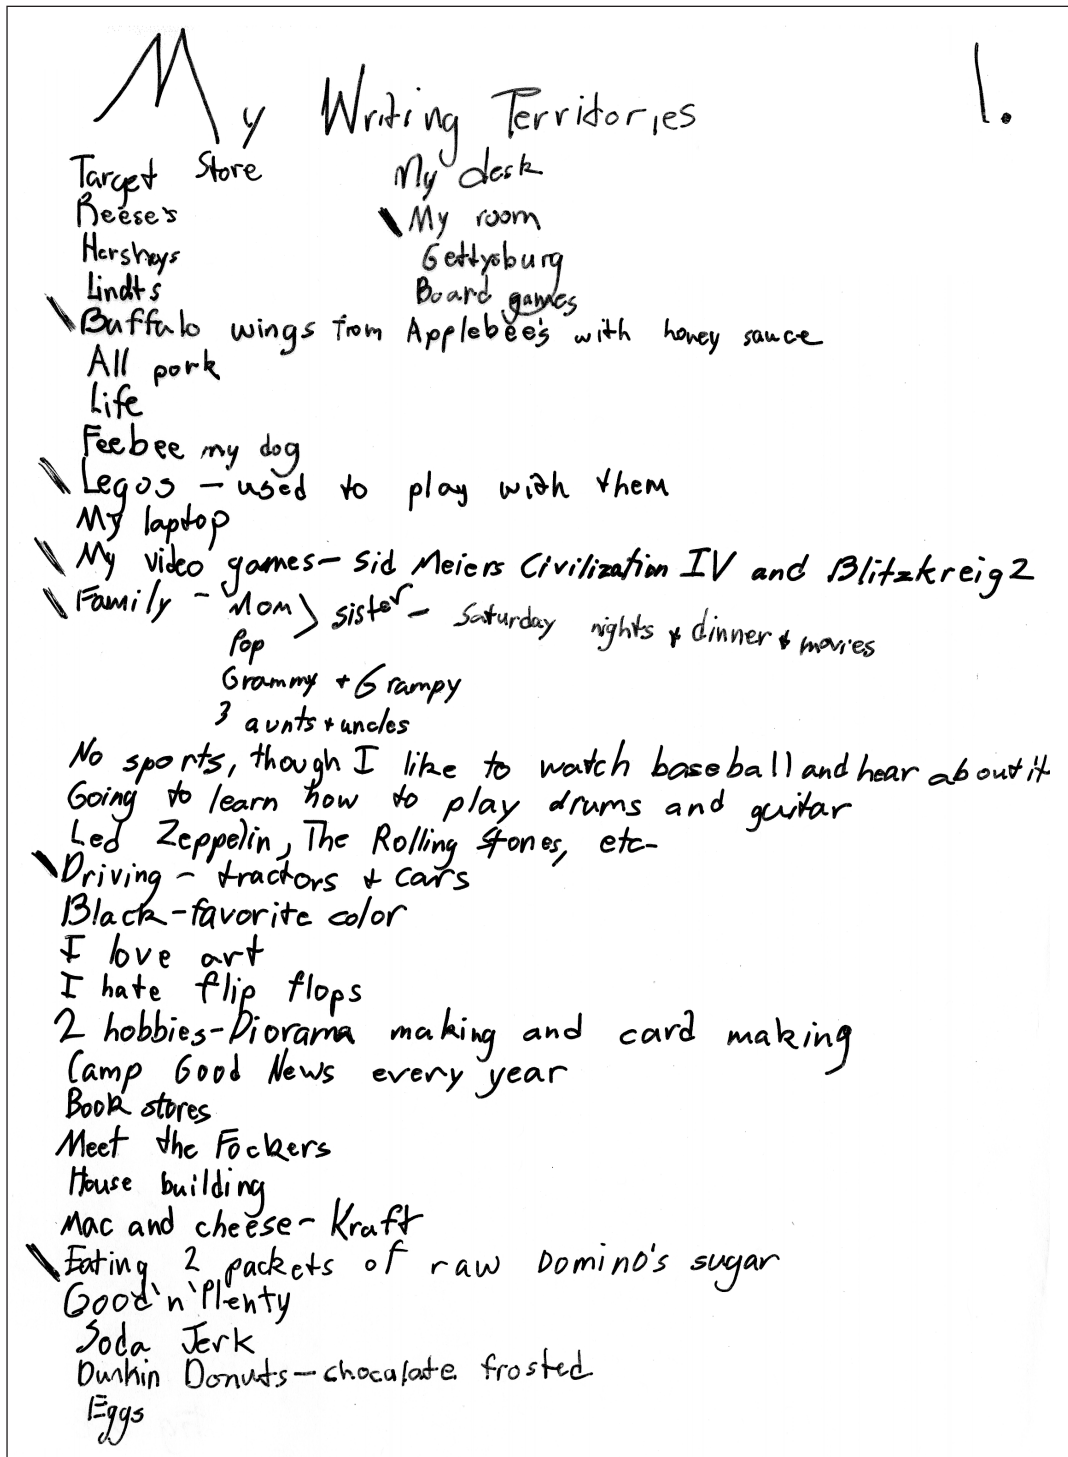 My Writing Territories 1.
Target Store
My desk
Reese's
My room
Hersheys
Gettysburg
Lindts
Board games
Buffalo wings from Applebee's with honey sauce
All pork
Life
Feebee my dog
Legos - used to play with them
My laptop
My video games - Sid Meiers Civilization IV and Blitzkreig 2
Family - Mom > sister - Saturday nights + dinner + movies
Pop
Grammy + Grampy
3 aunts + uncles
No sports, though I like to watch baseball and hear about it
Going to learn how to play drums and guitar
Led Zeppelin, The Rolling Stones, etc-
Driving - tractors + cars
Black - favorite color
I love art
I hate flip flops
2 hobbies - Diorama making and card making
Camp Good News every year
Book stores
Meet the Fockers
House building
Mac and cheese - Kraft
Eating 2 packets of raw Domino's sugar
Good 'n' Plenty
Soda Jerk
Dunkin Donuts - chocalate frosted
Eggs